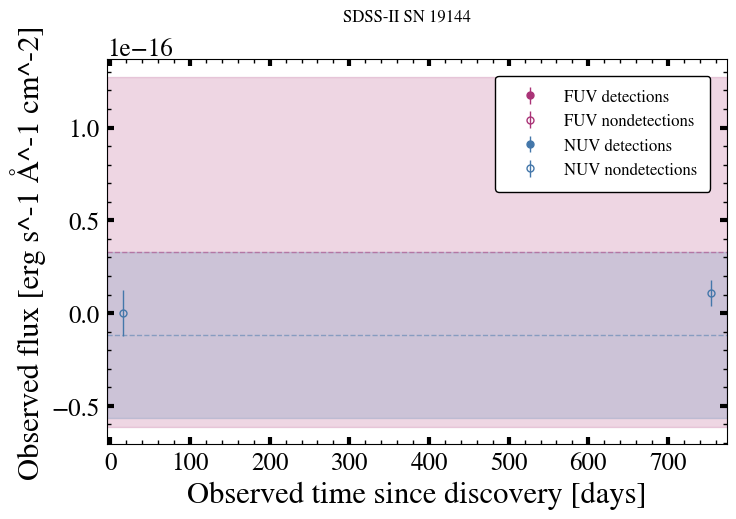 SDSS-II SN 19144
1e−16
Observed flux [erg s^-1 Å^-1 cm^-2]
1.0
0.5
0.0
−0.5
FUV detections
FUV nondetections
NUV detections
NUV nondetections
0 100 200 300 400 500 600 700
Observed time since discovery [days]